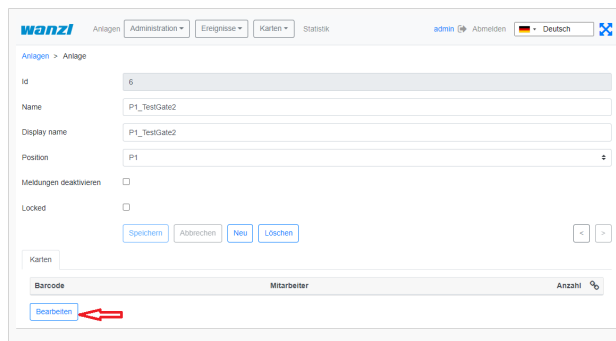 wanzl Anlagen Administration Ereignisse Karten Statistik admin Abmelden Deutsch
Anlagen > Anlage
Id 6
Name P1_TestGate2
Display name P1_TestGate2
Position P1
Meldungen deaktivieren
Locked
Speichern Abbrechen Neu Löschen < >
Karten
Barcode Mitarbeiter Anzahl
Bearbeiten